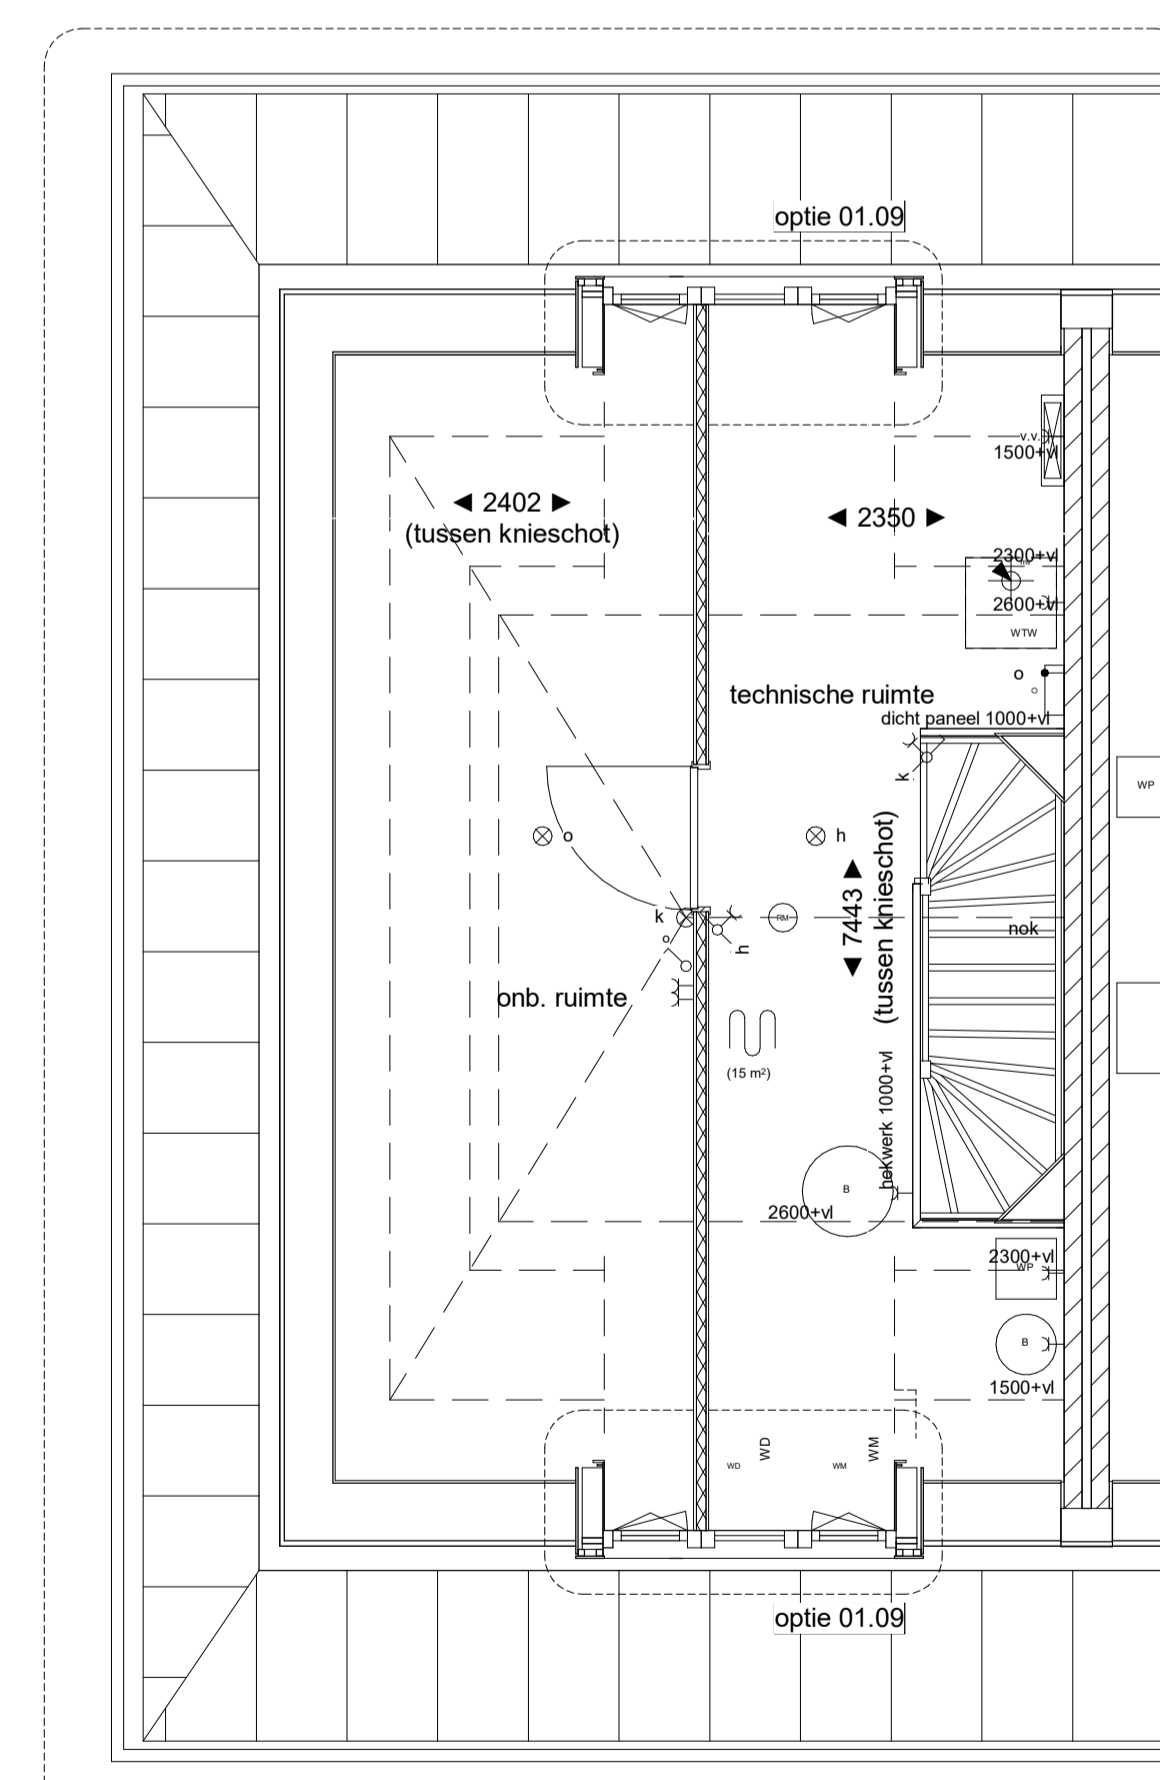 optie 01.09
v.v.
1500+vl
◄ 2402 ►
(tussen knieschot)
◄ 2350 ►
2300+vl
2600+vl
WTW
o
technische ruimte
dicht paneel 1000+vl
k
WP
o
h
◄ 7443 ►
(tussen knieschot)
k
RM
nok
o
h
onb. ruimte
(15 m²)
hekwerk 1000+vl
B
2600+vl
2300+vl
WP
B
1500+vl
WD
WD
WM
WM
optie 01.09